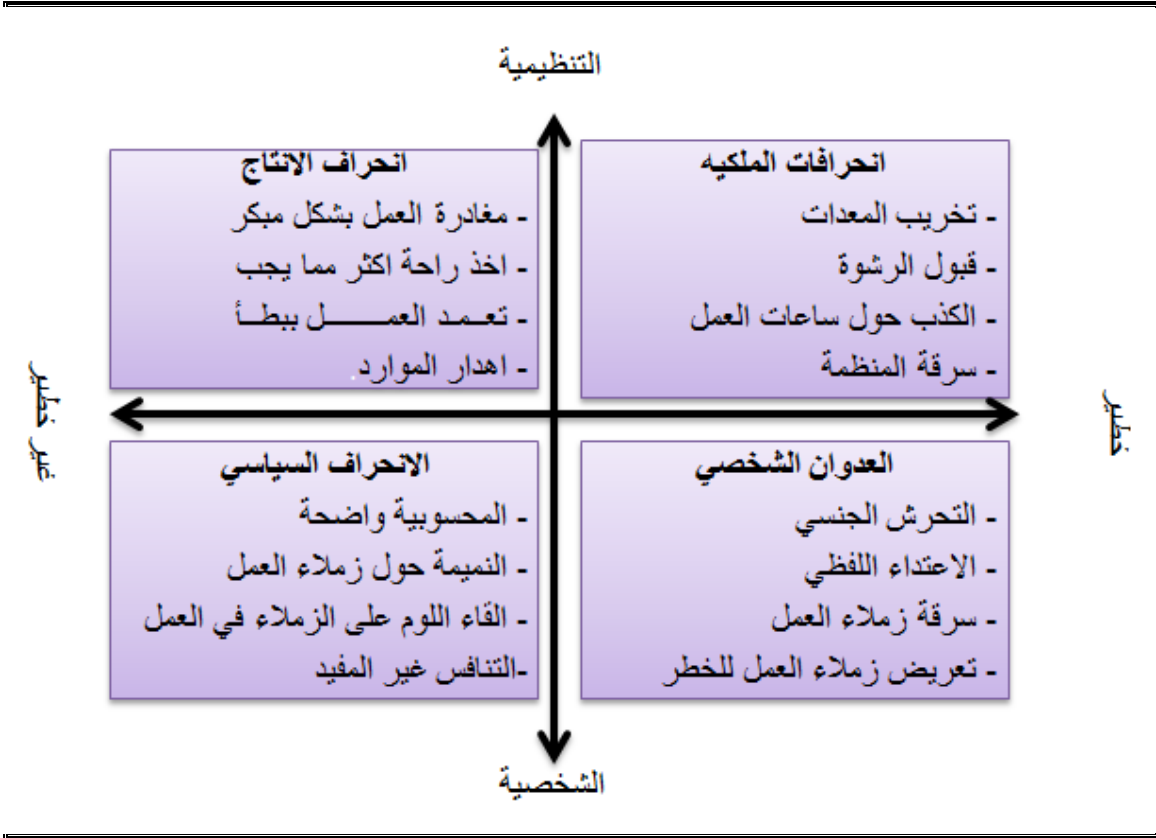 التنظيمية
انحرافات الملكيه
- تخريب المعدات
- قبول الرشوة
- الكذب حول ساعات العمل
- سرقة المنظمة
انحراف الانتاج
- مغادرة العمل بشكل مبكر
- اخذ راحة اكثر مما يجب
- تعـمـد العمـــــــل ببطــأ
- اهدار الموارد.
خطير
غير خطير
العدوان الشخصي
- التحرش الجنسي
- الاعتداء اللفظي
- سرقة زملاء العمل
- تعريض زملاء العمل للخطر
الانحراف السياسي
- المحسوبية واضحة
- النميمة حول زملاء العمل
- القاء اللوم على الزملاء في العمل
-التنافس غير المفيد
الشخصية